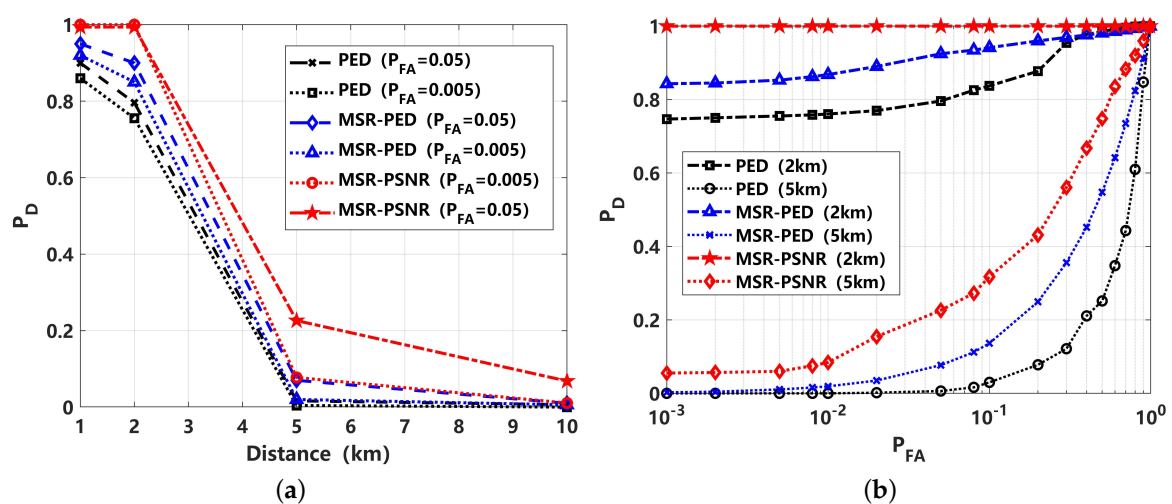 P_D
1
0.8
0.6
0.4
0.2
0
1 2 3 4 5 6 7 8 9 10
Distance (km)
PED (P_FA=0.05)
PED (P_FA=0.005)
MSR-PED (P_FA=0.05)
MSR-PED (P_FA=0.005)
MSR-PSNR (P_FA=0.005)
MSR-PSNR (P_FA=0.05)
(a)
P_D
1
0.8
0.6
0.4
0.2
0
10^-3 10^-2 10^-1 10^0
P_FA
PED (2km)
PED (5km)
MSR-PED (2km)
MSR-PED (5km)
MSR-PSNR (2km)
MSR-PSNR (5km)
(b)